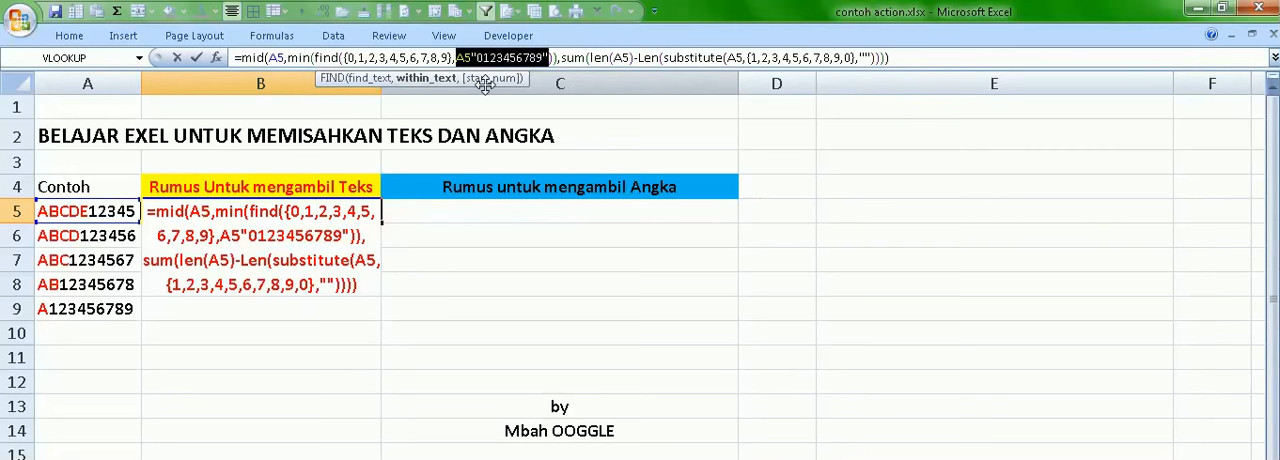 contoh action.xlsx - Microsoft Excel
Home Insert Page Layout Formulas Data Review View Developer
VLOOKUP =mid(A5,min(find({0,1,2,3,4,5,6,7,8,9},A5"0123456789")),sum(len(A5)-Len(substitute(A5,{1,2,3,4,5,6,7,8,9,0},""))))
FIND(find_text, within_text, [start_num])
A B C D E F
1
2 BELAJAR EXEL UNTUK MEMISAHKAN TEKS DAN ANGKA
3
4 Contoh Rumus Untuk mengambil Teks Rumus untuk mengambil Angka
5 ABCDE12345 =mid(A5,min(find({0,1,2,3,4,5,
6 ABCD123456 6,7,8,9},A5"0123456789")),
7 ABC1234567 sum(len(A5)-Len(substitute(A5,
8 AB12345678 {1,2,3,4,5,6,7,8,9,0},""))))
9 A123456789
10
11
12
13 by
14 Mbah OOGGLE
15